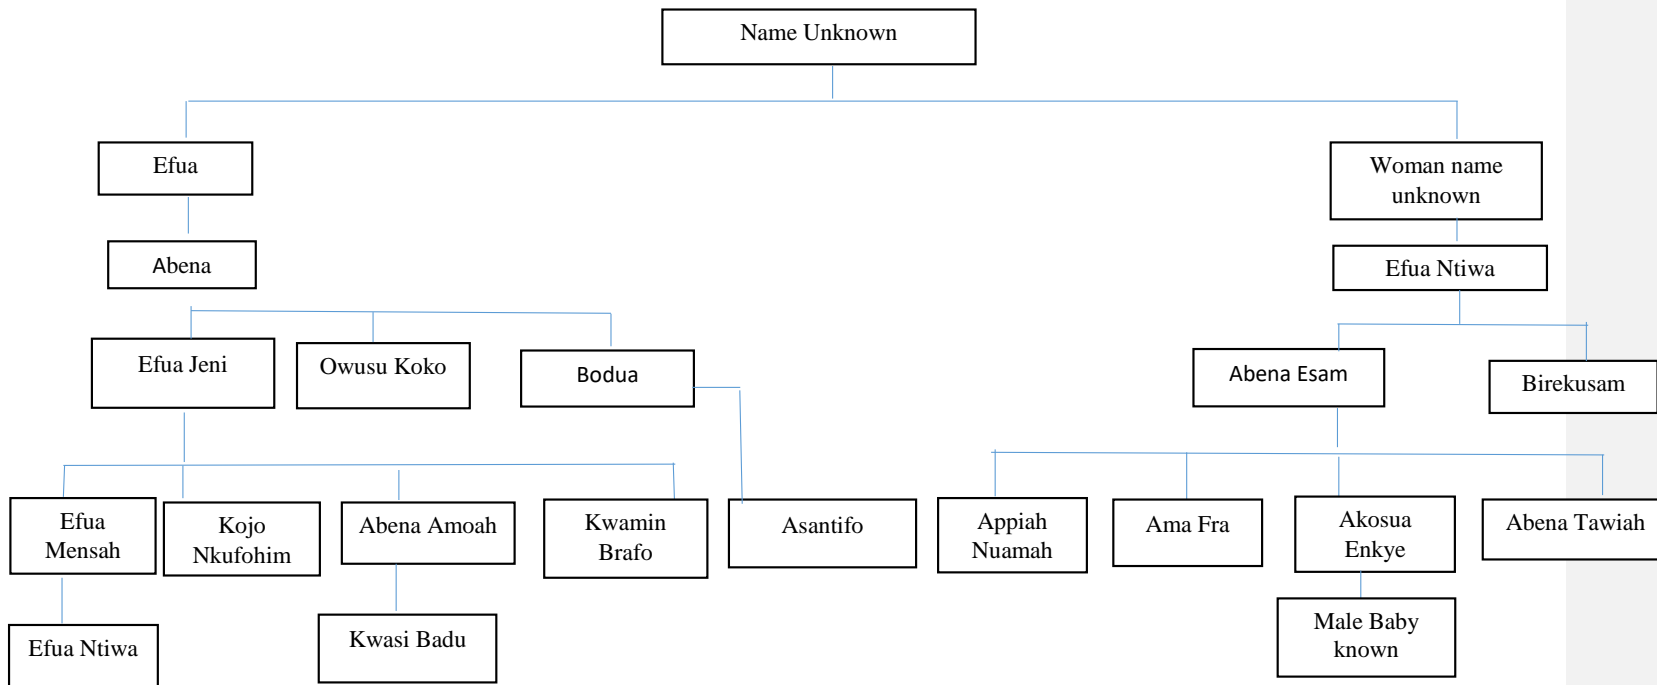 Name Unknown
Efua
Woman name
unknown
Abena
Efua Ntiwa
Efua Jeni
Owusu Koko
Bodua
Abena Esam
Birekusam
Efua
Mensah
Kojo
Nkufohim
Abena Amoah
Kwamin
Brafo
Asantifo
Appiah
Nuamah
Ama Fra
Akosua
Enkye
Abena Tawiah
Efua Ntiwa
Kwasi Badu
Male Baby
known